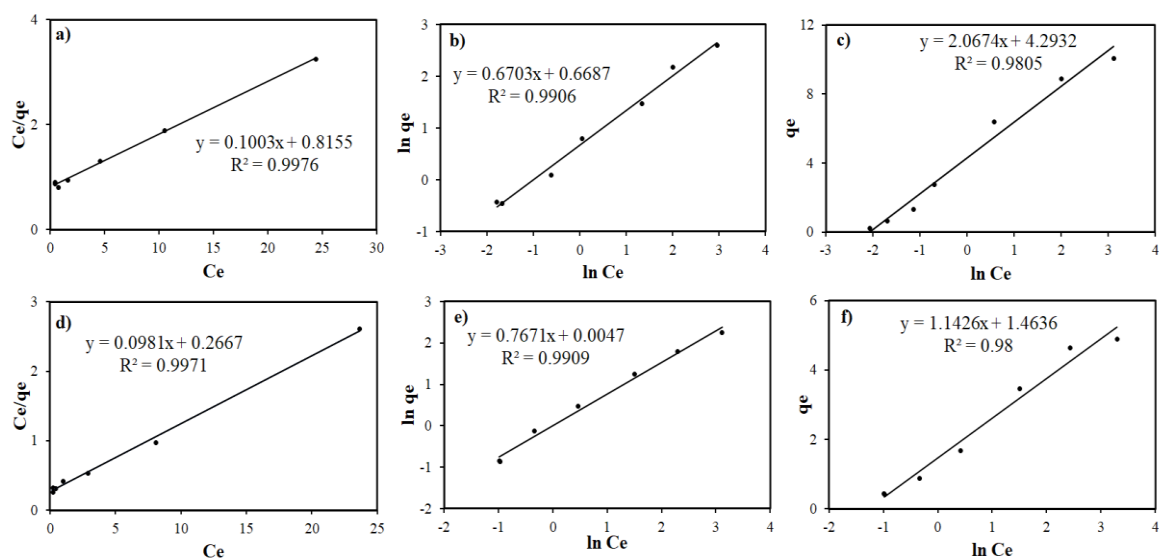 a)
Ce/qe
4
2
0
y = 0.1003x + 0.8155
R² = 0.9976
0 5 10 15 20 25 30
Ce
b)
ln qe
3
2
1
0
-1
y = 0.6703x + 0.6687
R² = 0.9906
-3 -2 -1 0 1 2 3 4
ln Ce
c)
qe
12
8
4
0
y = 2.0674x + 4.2932
R² = 0.9805
-3 -2 -1 0 1 2 3 4
ln Ce
d)
Ce/qe
3
2
1
0
y = 0.0981x + 0.2667
R² = 0.9971
0 5 10 15 20 25
Ce
e)
ln qe
3
2
1
0
-1
-2
y = 0.7671x + 0.0047
R² = 0.9909
-2 -1 0 1 2 3 4
ln Ce
f)
qe
6
4
2
0
y = 1.1426x + 1.4636
R² = 0.98
-2 -1 0 1 2 3 4
ln Ce